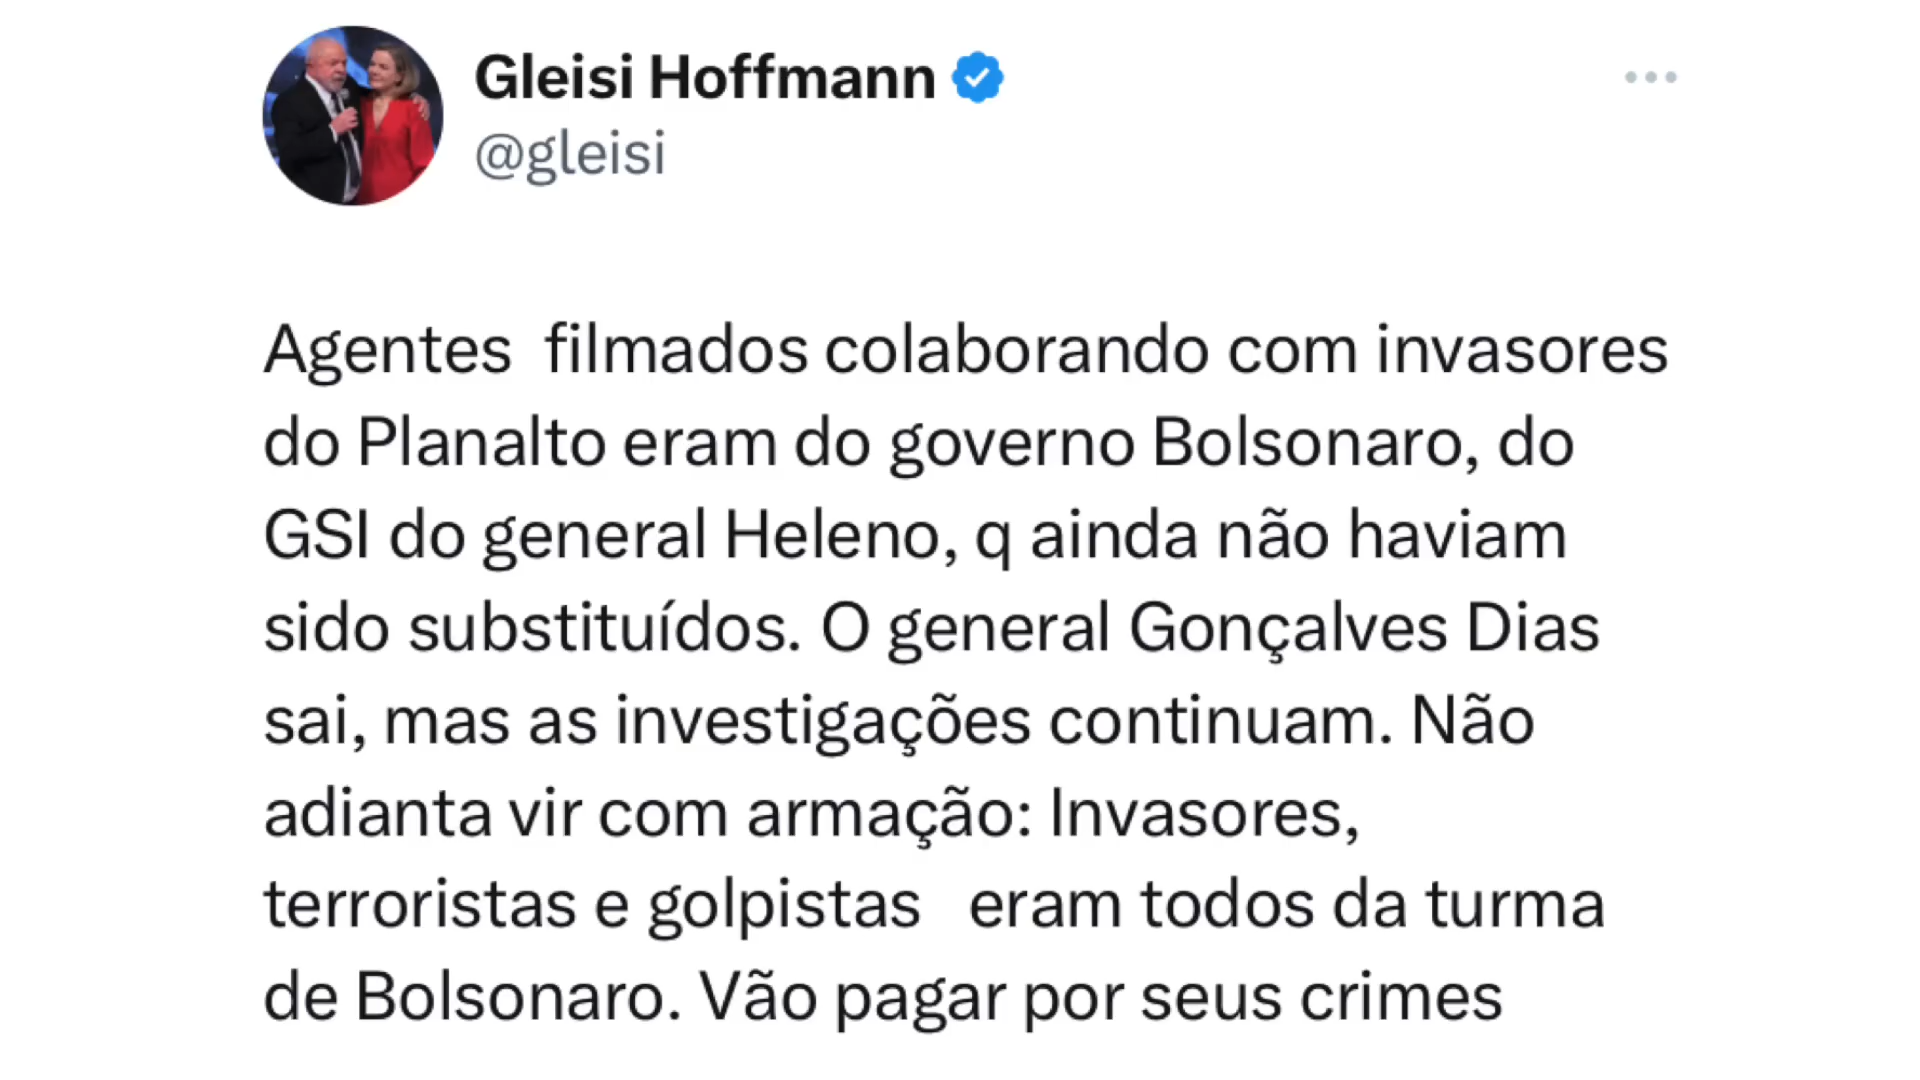 Gleisi Hoffmann
@gleisi
Agentes  filmados colaborando com invasores
do Planalto eram do governo Bolsonaro, do
GSI do general Heleno, q ainda não haviam
sido substituídos. O general Gonçalves Dias
sai, mas as investigações continuam. Não
adianta vir com armação: Invasores,
terroristas e golpistas   eram todos da turma
de Bolsonaro. Vão pagar por seus crimes